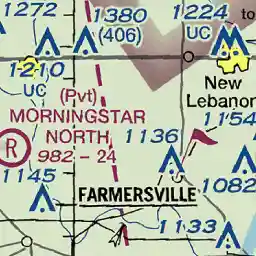 1272
1380
(406)
1224
to
UC
1210
UC
New
Lebanon
(Pvt)
MORNINGSTAR
NORTH
R
982 - 24
1136
1154
1145
1082
FARMERSVILLE
1133